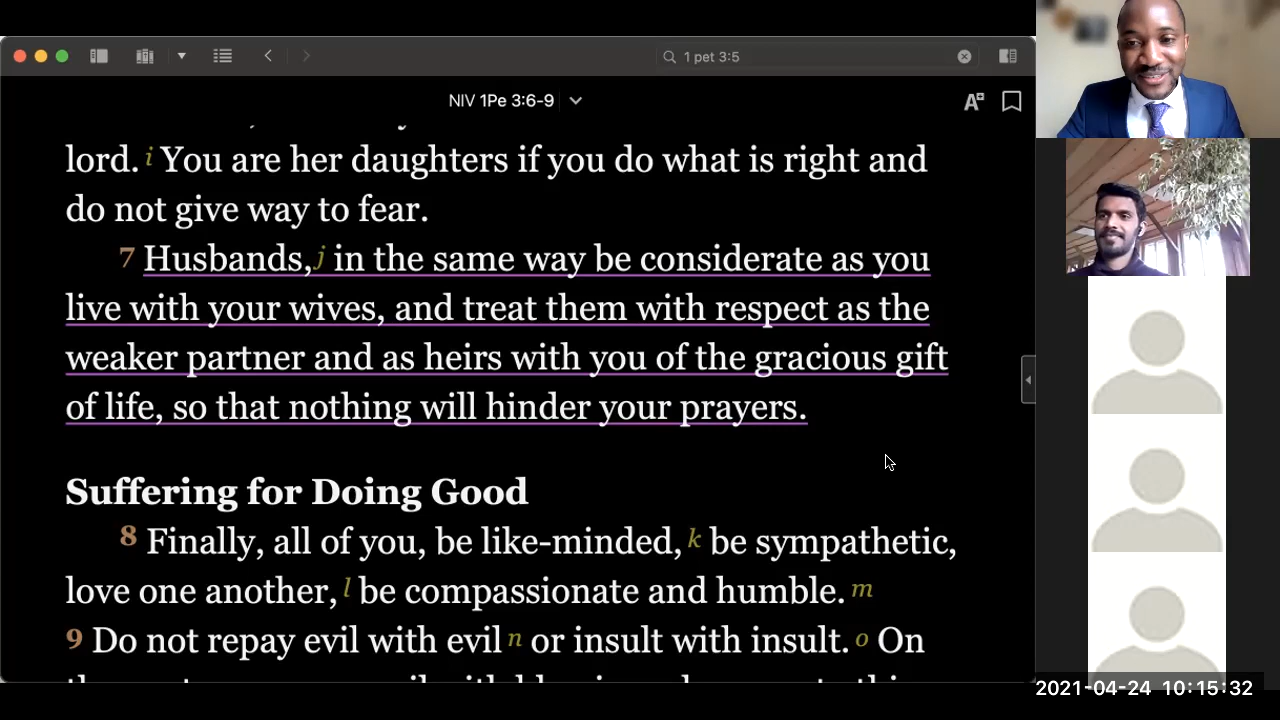 1 pet 3:5
NIV 1Pe 3:6-9
lord. i You are her daughters if you do what is right and
do not give way to fear.
7 Husbands, j in the same way be considerate as you
live with your wives, and treat them with respect as the
weaker partner and as heirs with you of the gracious gift
of life, so that nothing will hinder your prayers.
Suffering for Doing Good
8 Finally, all of you, be like-minded, k be sympathetic,
love one another, l be compassionate and humble. m
9 Do not repay evil with evil n or insult with insult. o On
2021-04-24 10:15:32